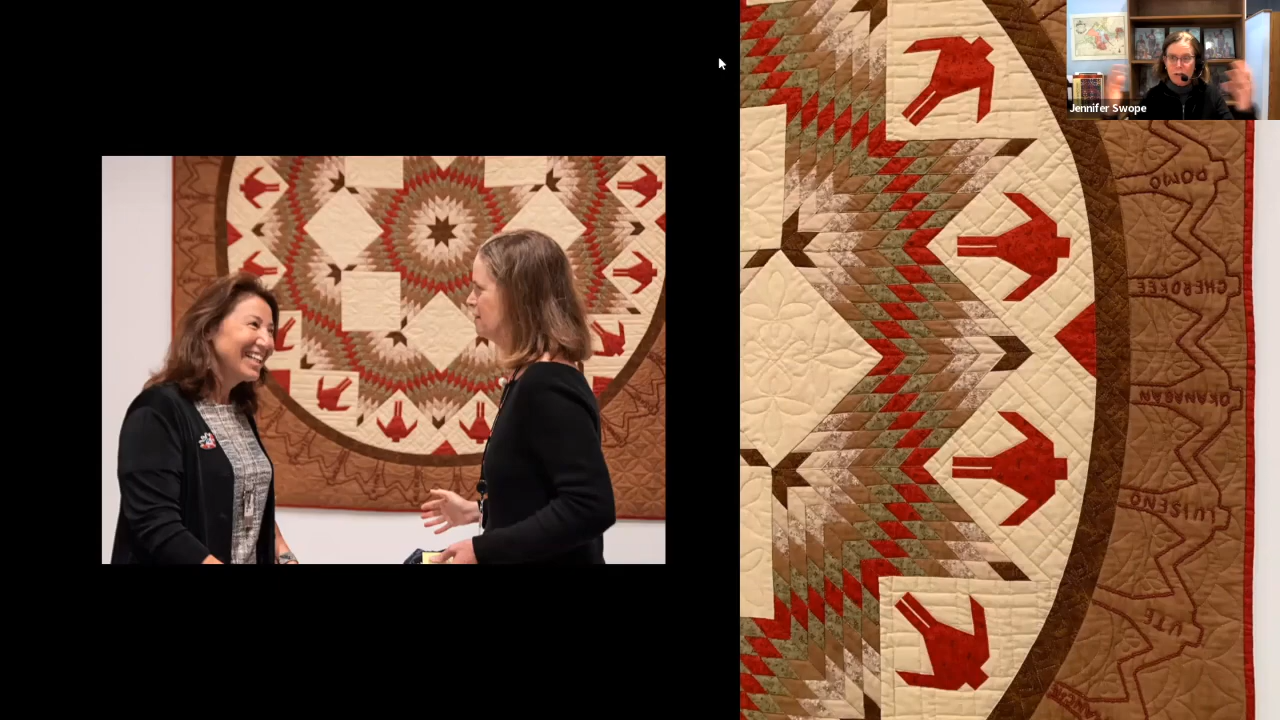 Jennifer Swope
POMO
CHEROKEE
OKANAGAN
LUISENO
UTE